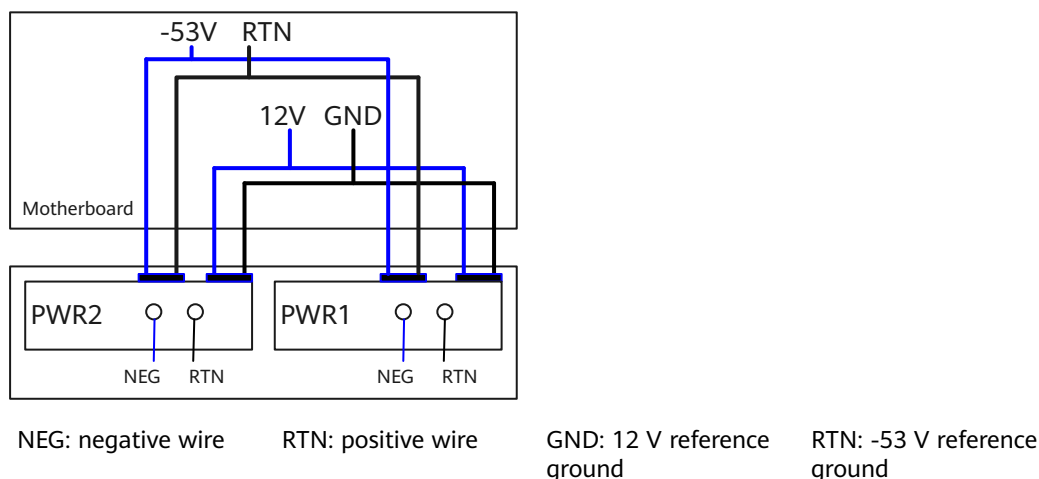 -53V RTN
12V GND
Motherboard
PWR2 PWR1
NEG RTN NEG RTN
NEG: negative wire RTN: positive wire GND: 12 V reference RTN: -53 V reference
ground ground